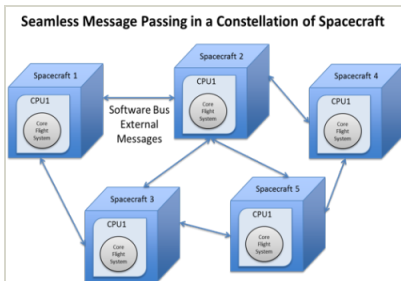 Seamless Message Passing in a Constellation of Spacecraft
Spacecraft 1
CPU1
Core
Flight
System
Software Bus
External
Messages
Spacecraft 2
CPU1
Core
Flight
System
Spacecraft 4
CPU1
Core
Flight
System
Spacecraft 3
CPU1
Core
Flight
System
Spacecraft 5
CPU1
Core
Flight
System